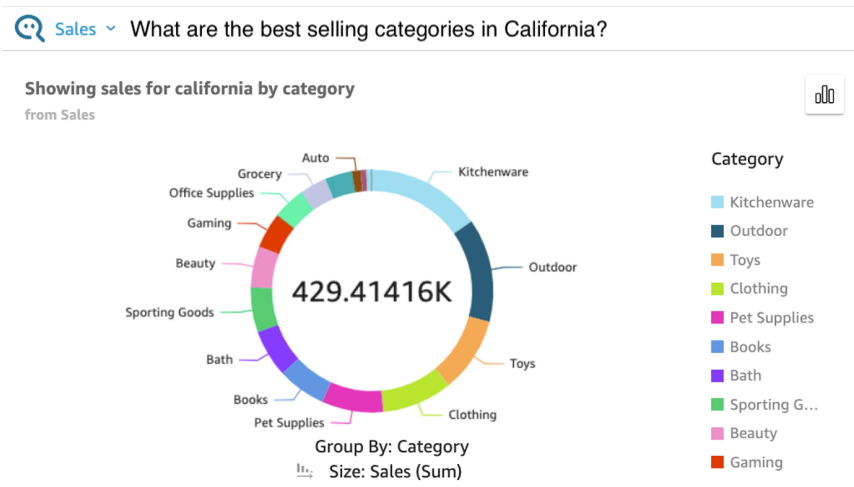 Sales What are the best selling categories in California?
Showing sales for california by category
from Sales
Auto
Grocery
Office Supplies
Gaming
Beauty
Sporting Goods
Bath
Books
Pet Supplies
Kitchenware
Outdoor
Toys
Clothing
429.41416K
Group By: Category
Size: Sales (Sum)
Category
Kitchenware
Outdoor
Toys
Clothing
Pet Supplies
Books
Bath
Sporting G...
Beauty
Gaming